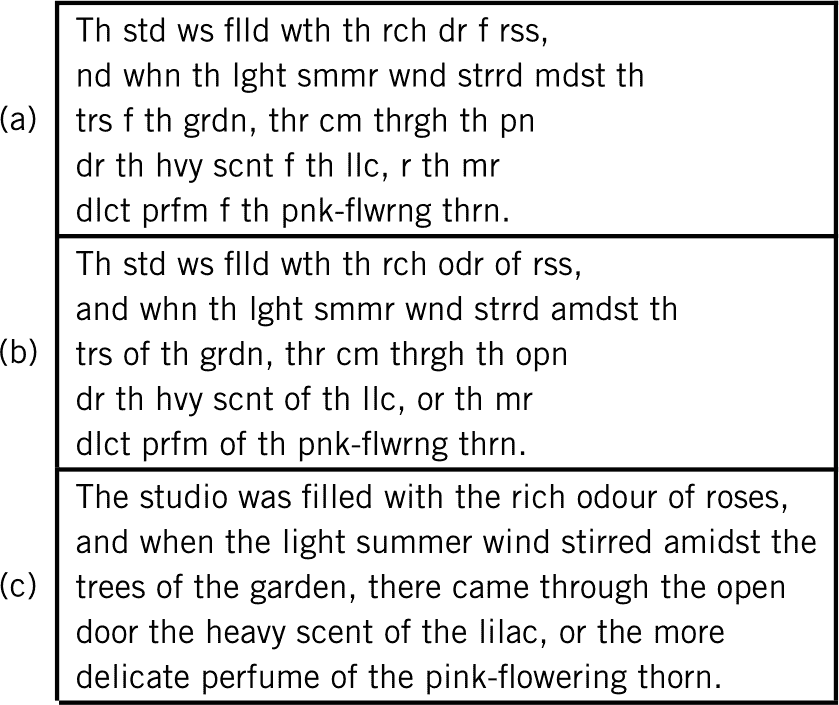 (a)
Th std ws flld wth th rch dr f rss,
nd whn th lght smmr wnd strrd mdst th
trs f th grdn, thr cm thrgh th pn
dr th hvy scnt f th llc, r th mr
dlct prfm f th pnk-flwrng thrn.
(b)
Th std ws flld wth th rch odr of rss,
and whn th lght smmr wnd strrd amdst th
trs of th grdn, thr cm thrgh th opn
dr th hvy scnt of th llc, or th mr
dlct prfm of th pnk-flwrng thrn.
(c)
The studio was filled with the rich odour of roses,
and when the light summer wind stirred amidst the
trees of the garden, there came through the open
door the heavy scent of the lilac, or the more
delicate perfume of the pink-flowering thorn.